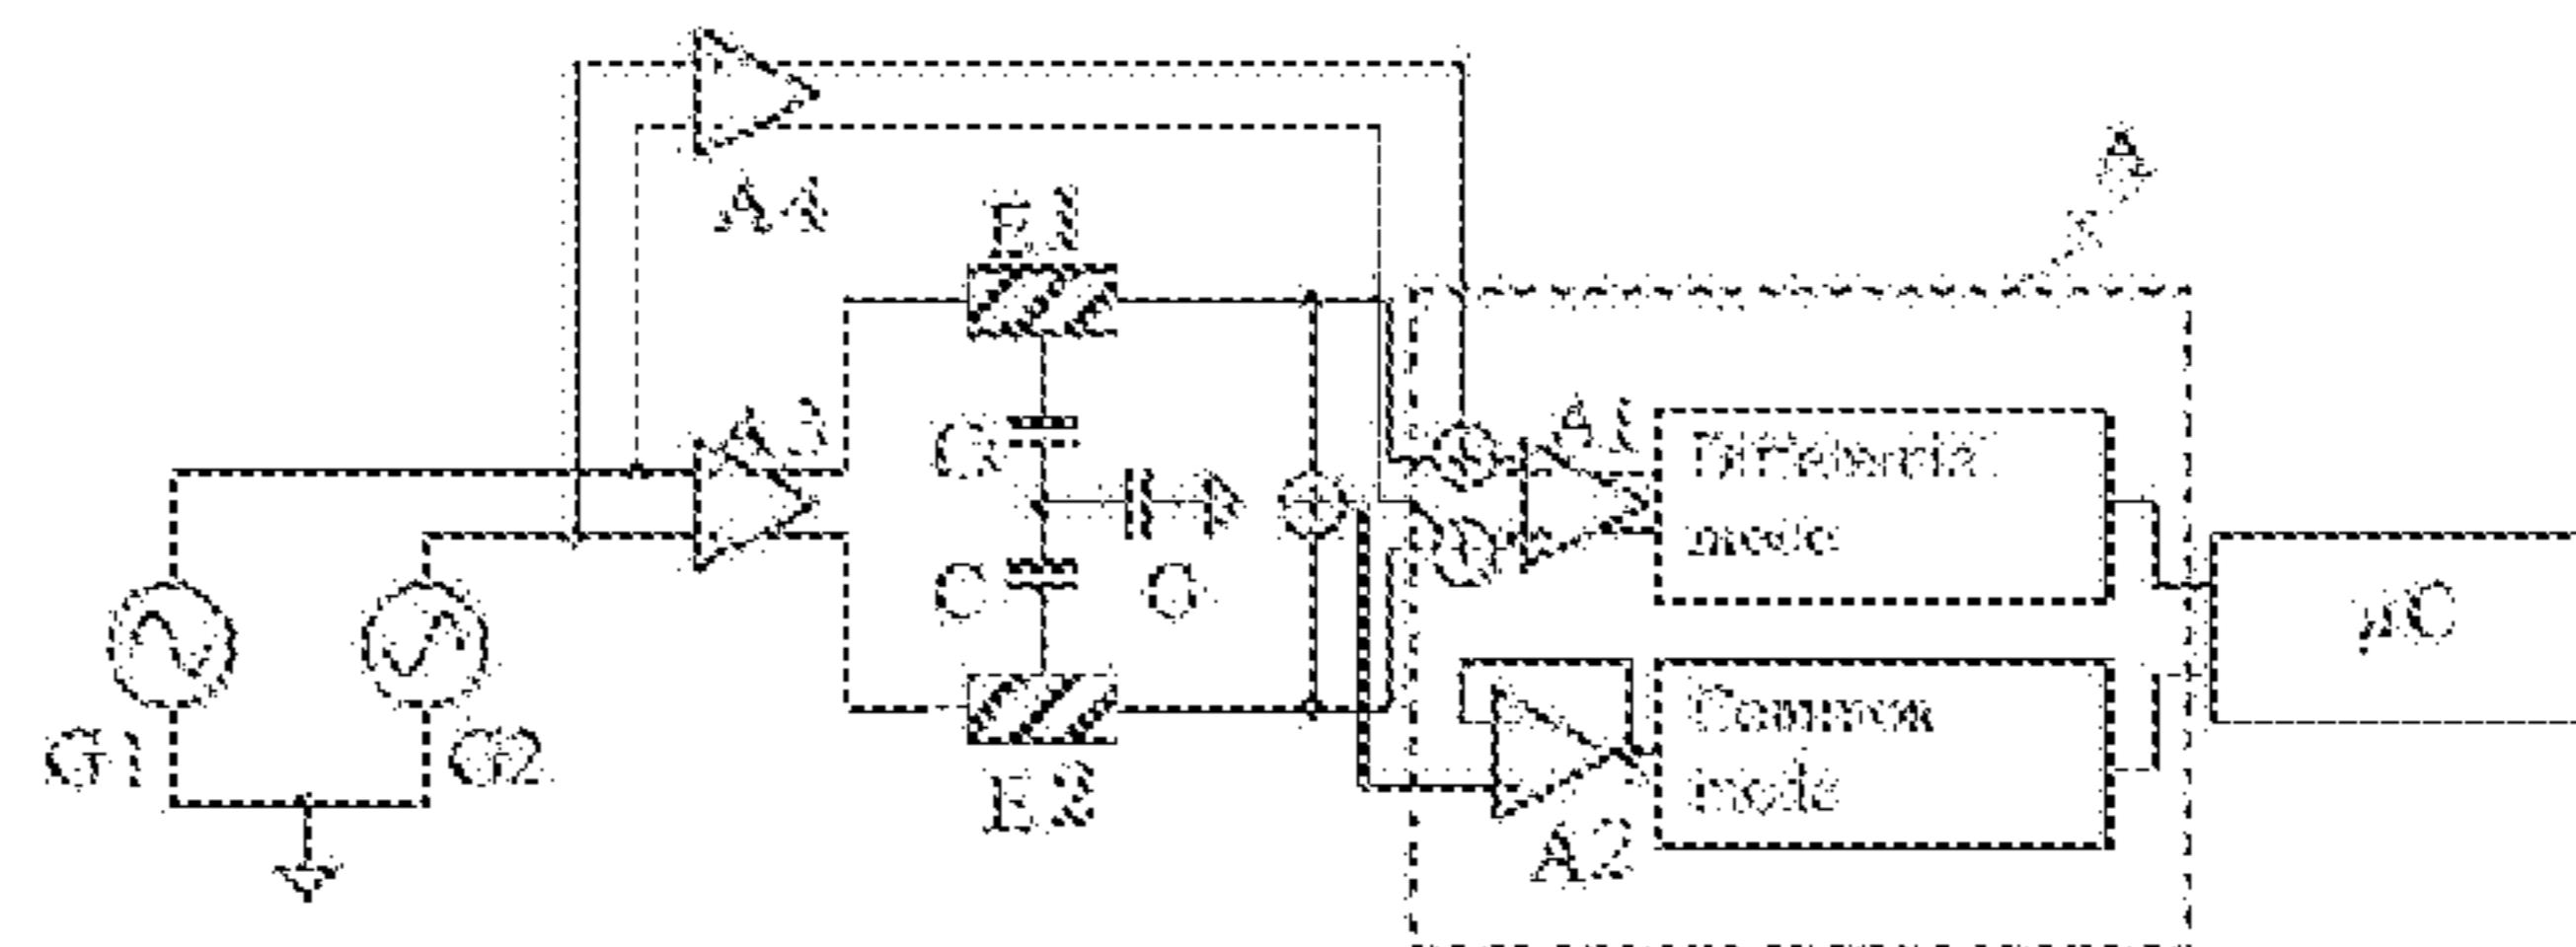 A4
E1
A3
A1
Differential
mode
C
C
µC
G1
G2
E2
Common
mode
A2